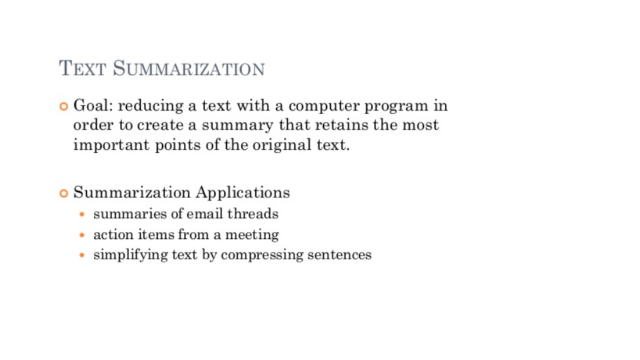 TEXT SUMMARIZATION
Goal: reducing a text with a computer program in
order to create a summary that retains the most
important points of the original text.
Summarization Applications
summaries of email threads
action items from a meeting
simplifying text by compressing sentences